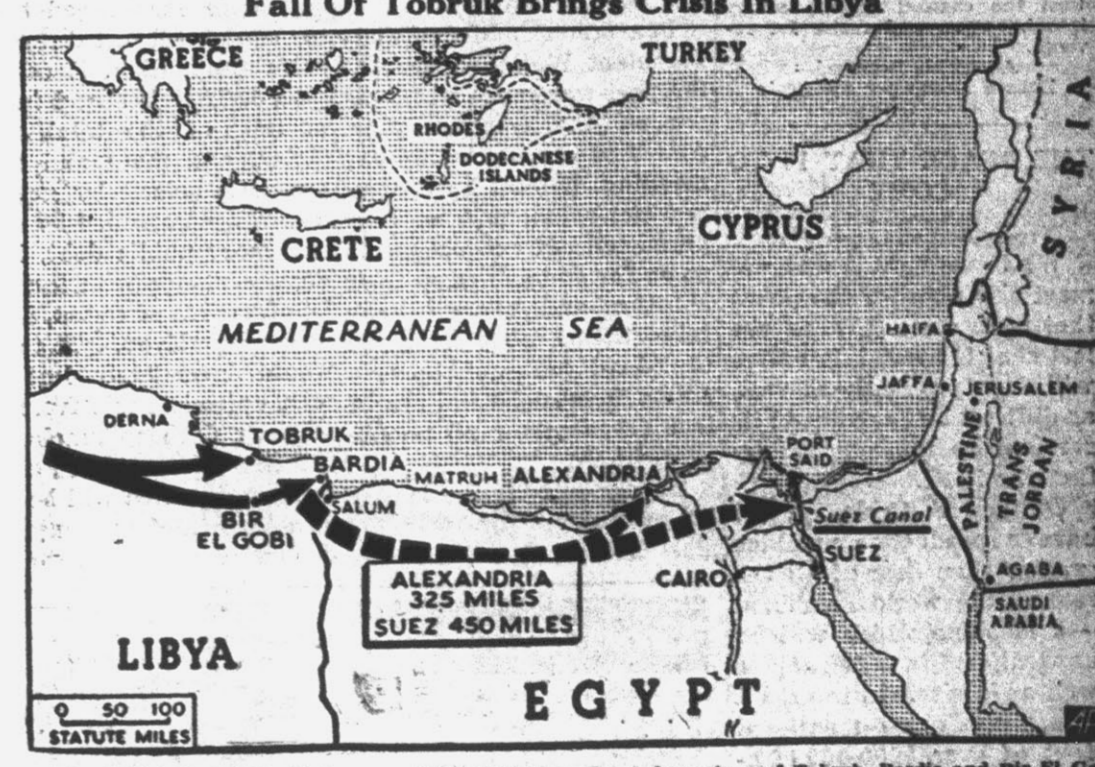 Fall Of Tobruk Brings Crisis In Libya
GREECE
TURKEY
RHODES
DODECANESE
ISLANDS
CRETE
CYPRUS
SYRIA
MEDITERRANEAN SEA
HAIFA
JAFFA
JERUSALEM
DERNA
TOBRUK
BARDIA
MATRUH
ALEXANDRIA
PORT
SAID
SALUM
BIR
EL GOBI
Suez Canal
SUEZ
PALESTINE
TRANS
JORDAN
CAIRO
AGABA
SAUDI
ARABIA
ALEXANDRIA
325 MILES
SUEZ 450 MILES
LIBYA
EGYPT
0 50 100
STATUTE MILES